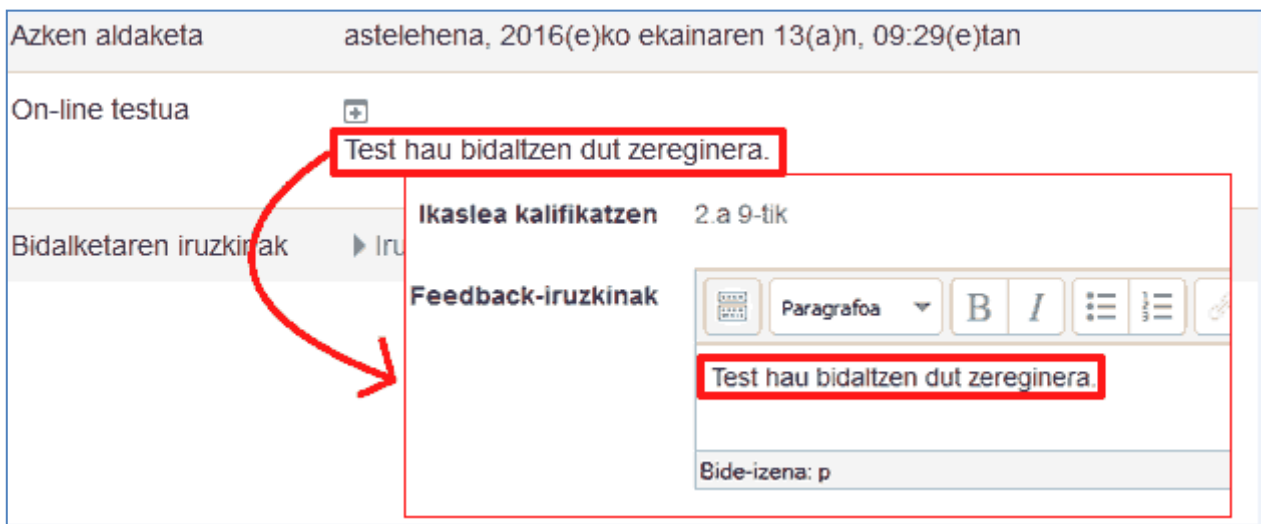 Azken aldaketa astelehena, 2016(e)ko ekainaren 13(a)n, 09:29(e)tan
On-line testua
Test hau bidaltzen dut zereginera.
Ikaslea kalifikatzen 2.a 9-tik
Bidalketaren iruzkinak Iru
Feedback-iruzkinak
Paragrafoa B I
Test hau bidaltzen dut zereginera.
Bide-izena: p